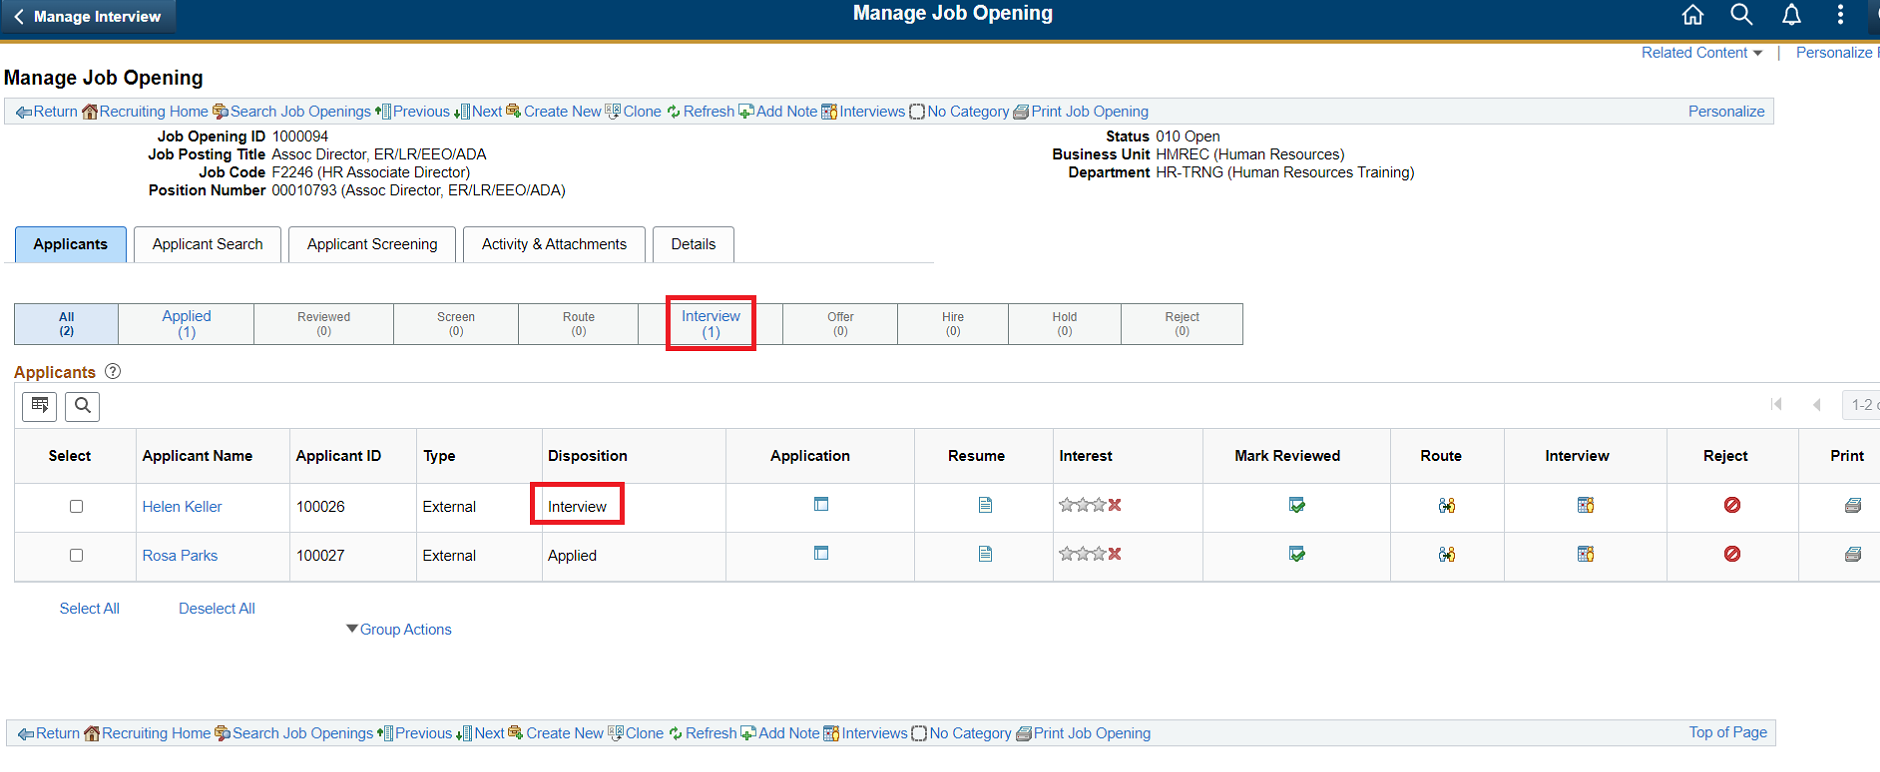 Manage Interview
Manage Job Opening
Related Content | Personalize
Manage Job Opening
Return Recruiting Home Search Job Openings Previous Next Create New Clone Refresh Add Note Interviews No Category Print Job Opening Personalize
Job Opening ID 1000094 Status 010 Open
Job Posting Title Assoc Director, ER/LR/EEO/ADA Business Unit HMREC (Human Resources)
Job Code F2246 (HR Associate Director) Department HR-TRNG (Human Resources Training)
Position Number 00010793 (Assoc Director, ER/LR/EEO/ADA)
Applicants Applicant Search Applicant Screening Activity & Attachments Details
All Applied Reviewed Screen Route Interview Offer Hire Hold Reject
(2) (1) (0) (0) (0) (1) (0) (0) (0) (0)
Applicants ?
1-2
Select Applicant Name Applicant ID Type Disposition Application Resume Interest Mark Reviewed Route Interview Reject Print
Helen Keller 100026 External Interview
Rosa Parks 100027 External Applied
Select All Deselect All
Group Actions
Return Recruiting Home Search Job Openings Previous Next Create New Clone Refresh Add Note Interviews No Category Print Job Opening Top of Page